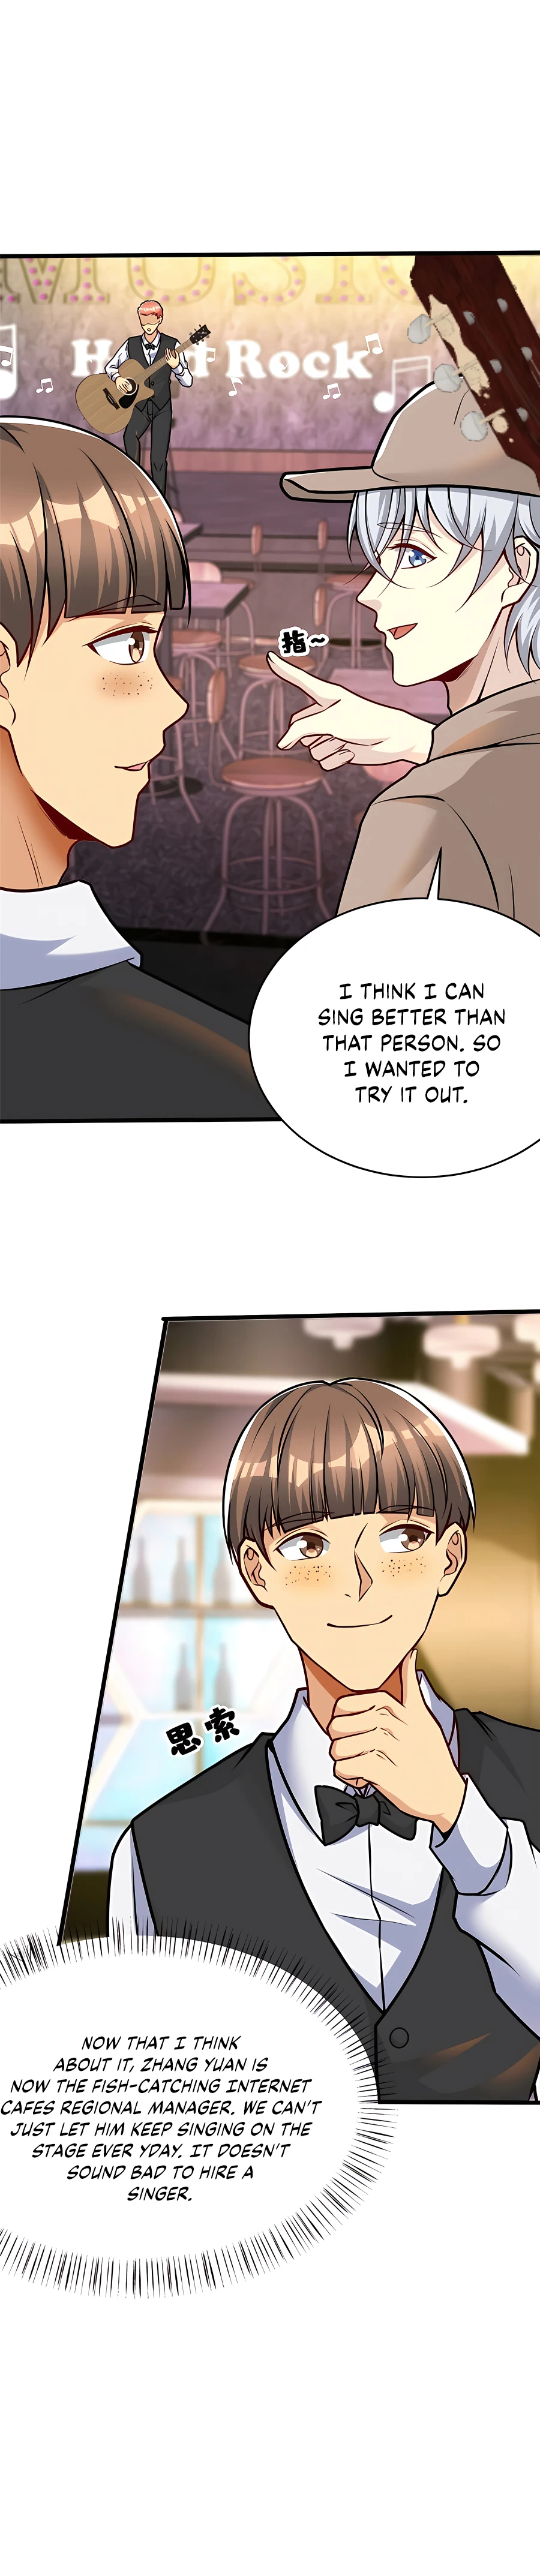 MUSIC
Hard Rock
指~
I THINK I CAN
SING BETTER THAN
THAT PERSON. SO
I WANTED TO
TRY IT OUT.
思索
NOW THAT I THINK
ABOUT IT, ZHANG YUAN IS
NOW THE FISH-CATCHING INTERNET
CAFES REGIONAL MANAGER. WE CAN'T
JUST LET HIM KEEP SINGING ON THE
STAGE EVER YDAY. IT DOESN'T
SOUND BAD TO HIRE A
SINGER.